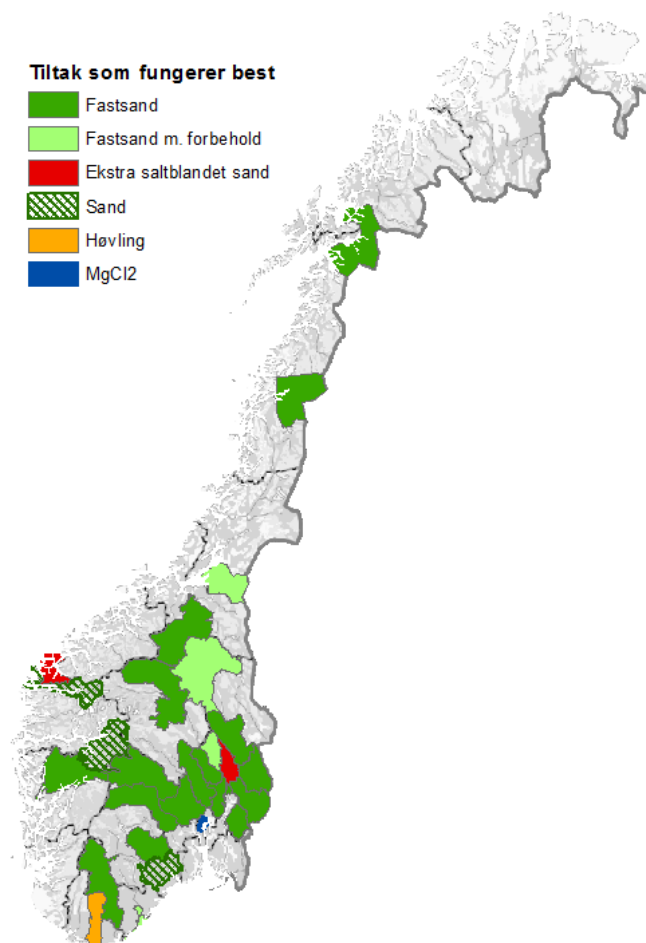 Tiltak som fungerer best
Fastsand
Fastsand m. forbehold
Ekstra saltblandet sand
Sand
Høvling
MgCl2